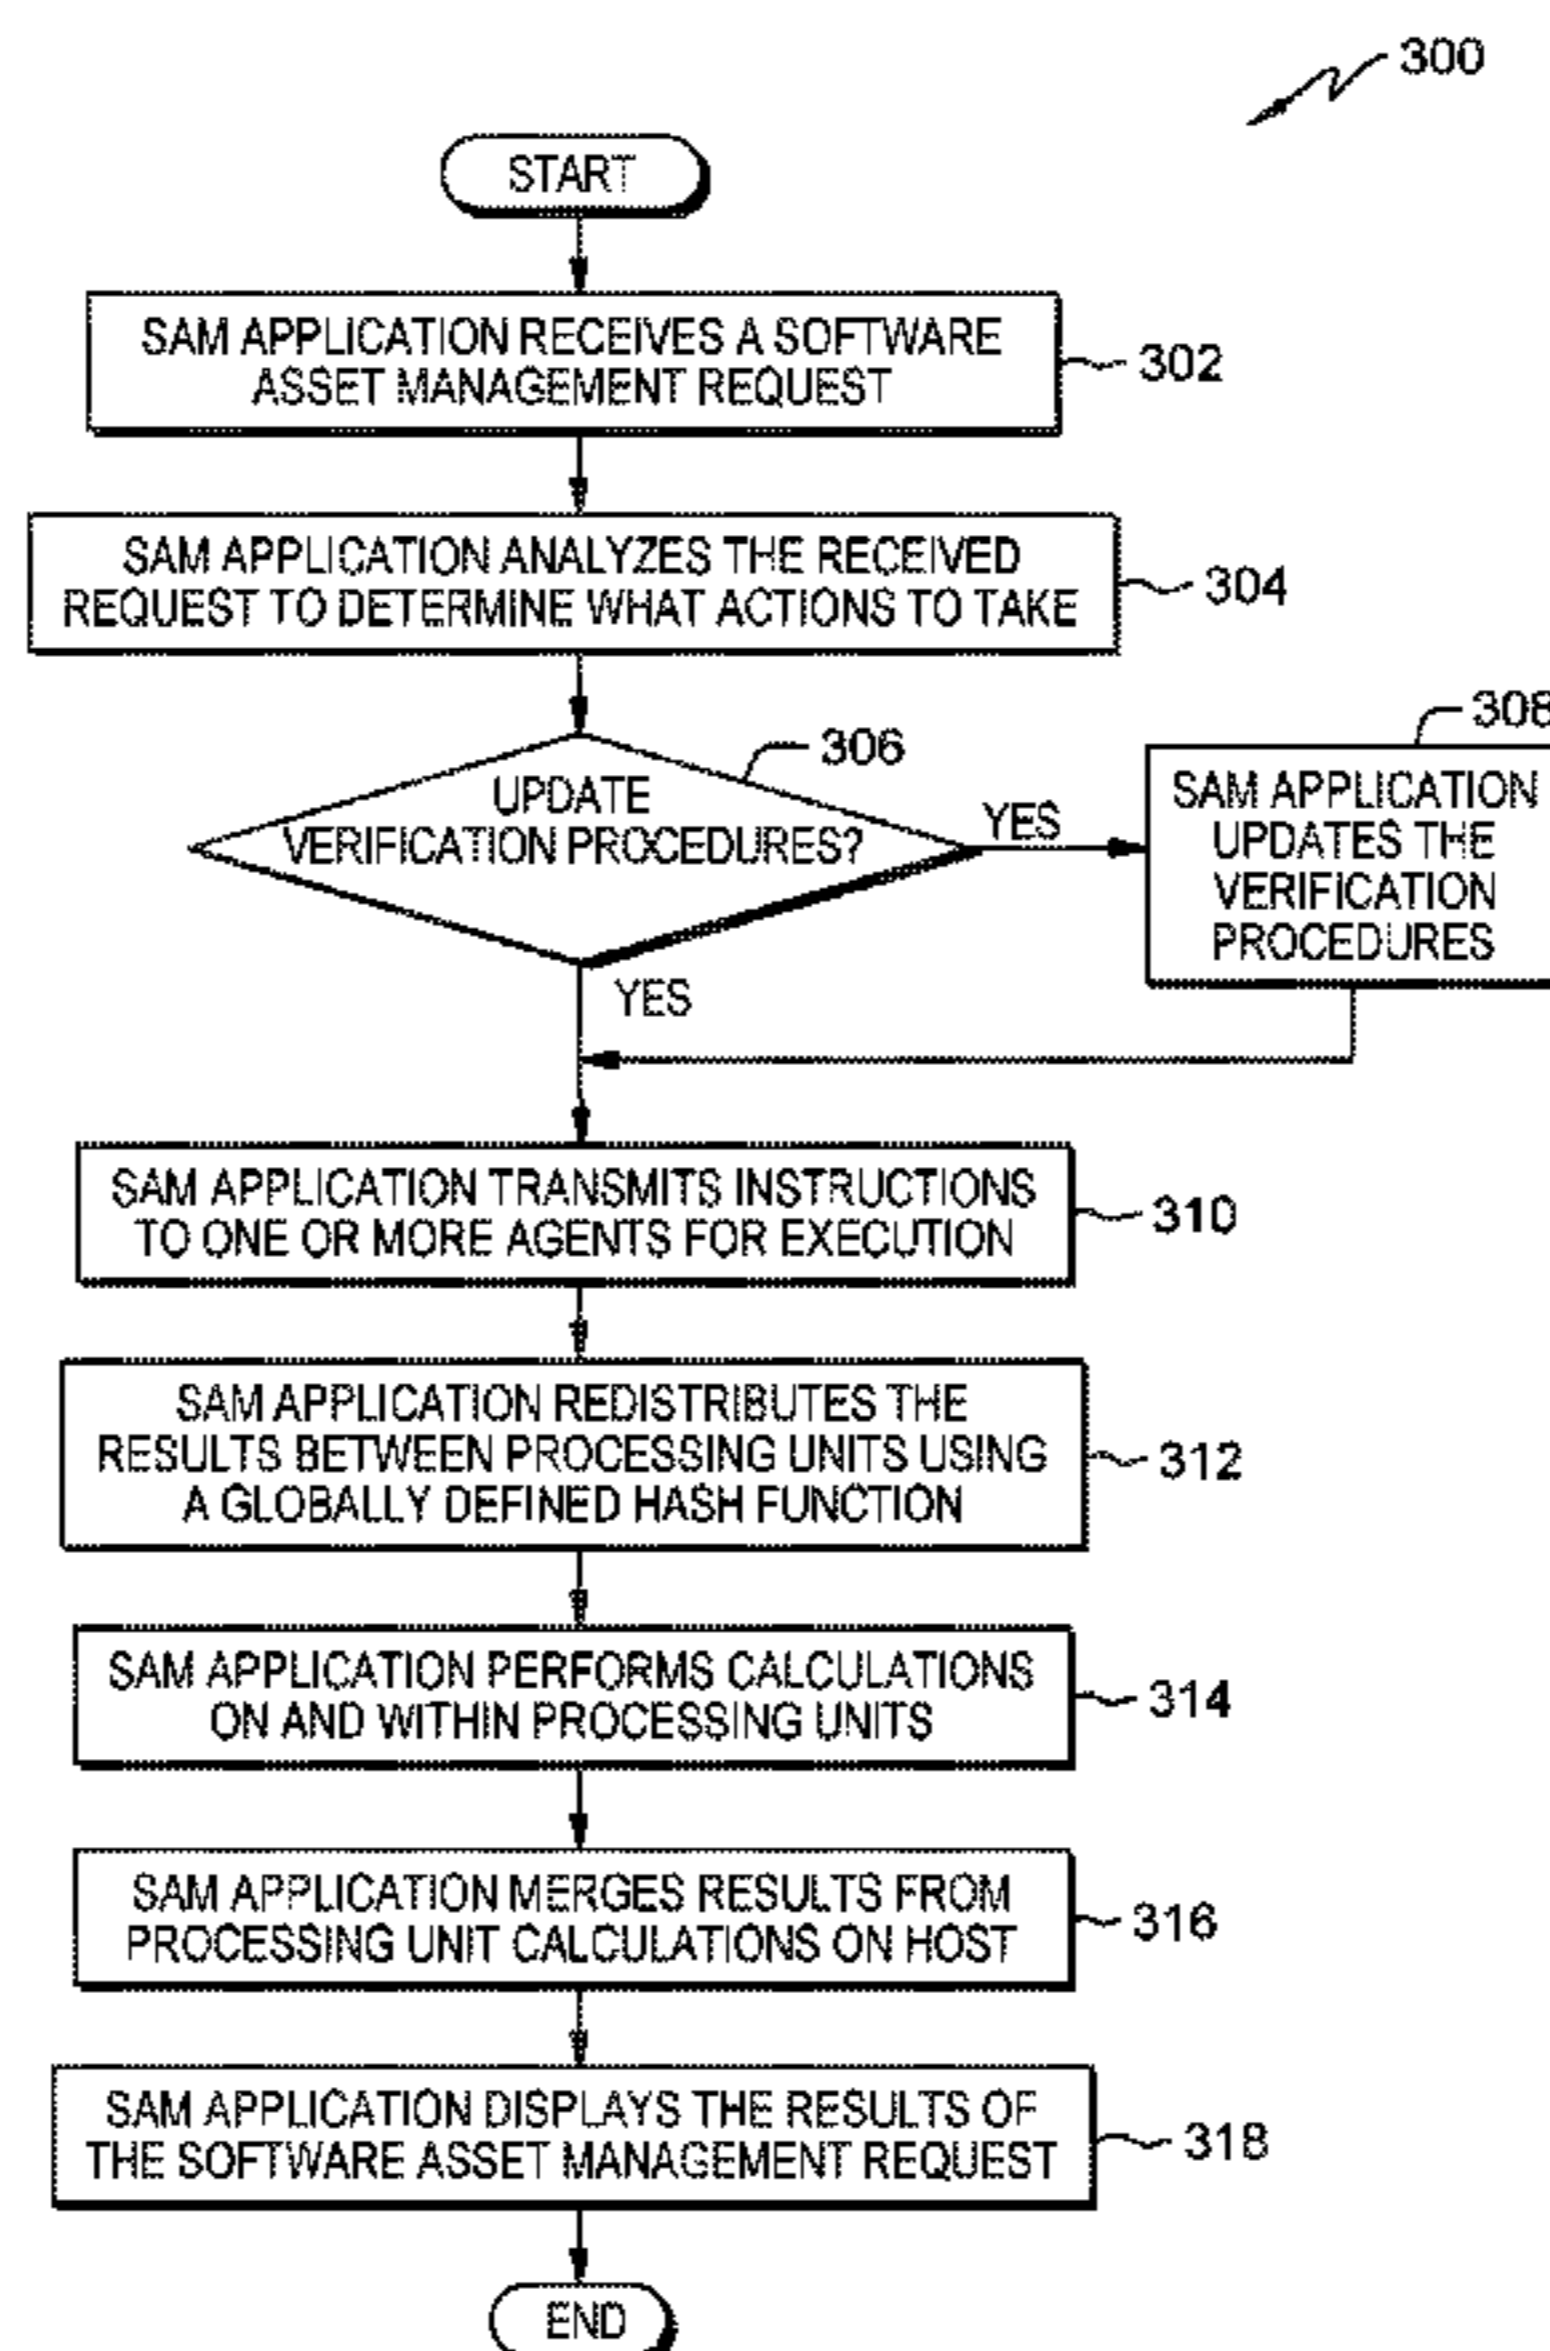 300
START
SAM APPLICATION RECEIVES A SOFTWARE
ASSET MANAGEMENT REQUEST
302
SAM APPLICATION ANALYZES THE RECEIVED
REQUEST TO DETERMINE WHAT ACTIONS TO TAKE
304
306
UPDATE
VERIFICATION PROCEDURES?
YES
308
SAM APPLICATION
UPDATES THE
VERIFICATION
PROCEDURES
YES
SAM APPLICATION TRANSMITS INSTRUCTIONS
TO ONE OR MORE AGENTS FOR EXECUTION
310
SAM APPLICATION REDISTRIBUTES THE
RESULTS BETWEEN PROCESSING UNITS USING
A GLOBALLY DEFINED HASH FUNCTION
312
SAM APPLICATION PERFORMS CALCULATIONS
ON AND WITHIN PROCESSING UNITS
314
SAM APPLICATION MERGES RESULTS FROM
PROCESSING UNIT CALCULATIONS ON HOST
316
SAM APPLICATION DISPLAYS THE RESULTS OF
THE SOFTWARE ASSET MANAGEMENT REQUEST
318
END